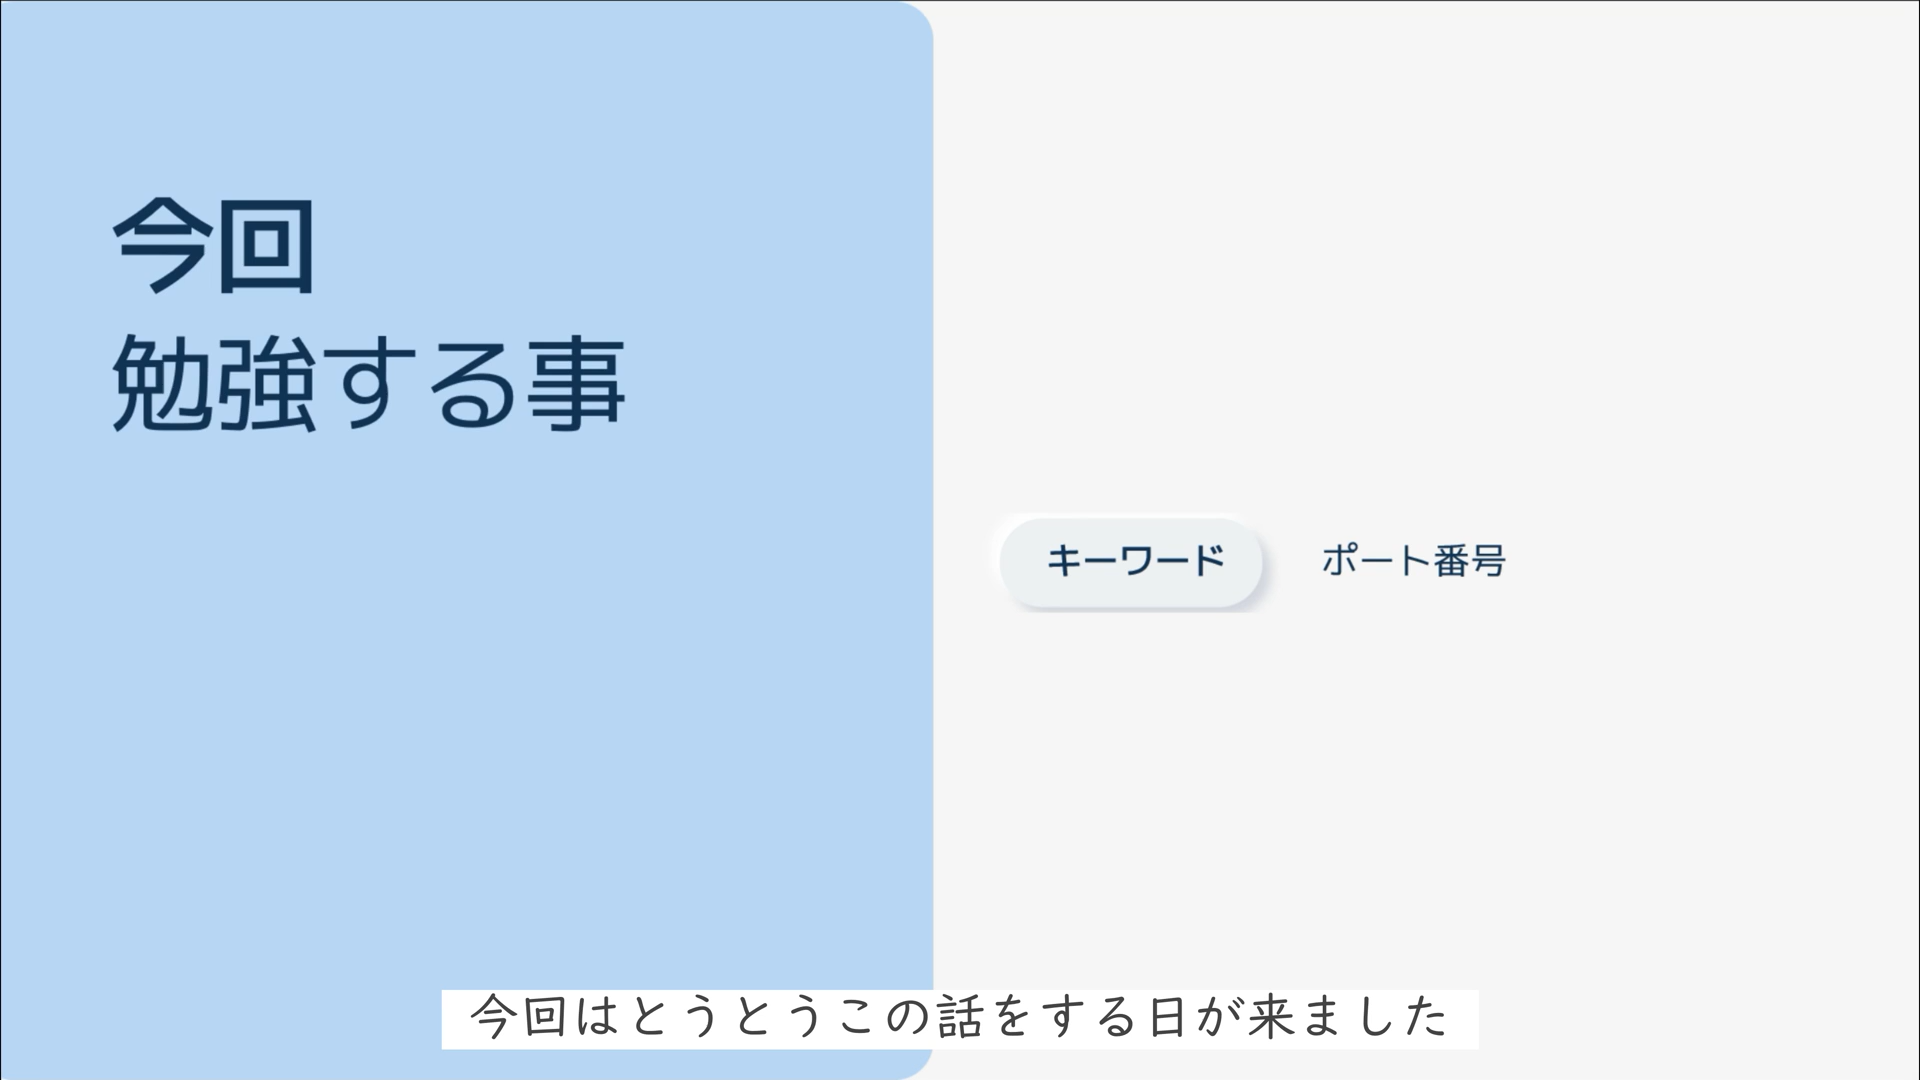 今回
勉強する事
キーワード
ポート番号
今回はとうとうこの話をする日が来ました